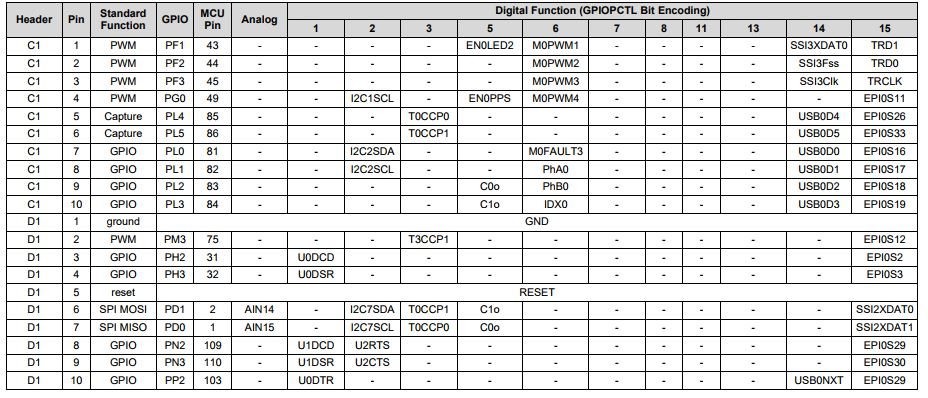 Header Pin Standard Function GPIO MCU Pin Analog Digital Function (GPIOPCTL Bit Encoding)
1 2 3 5 6 7 8 11 13 14 15
C1 1 PWM PF1 43 - - - - EN0LED2 M0PWM1 - - - - SSI3XDAT0 TRD1
C1 2 PWM PF2 44 - - - - - M0PWM2 - - - - SSI3Fss TRD0
C1 3 PWM PF3 45 - - - - - M0PWM3 - - - - SSI3Clk TRCLK
C1 4 PWM PG0 49 - - I2C1SCL - EN0PPS M0PWM4 - - - - - EPI0S11
C1 5 Capture PL4 85 - - - T0CCP0 - - - - - - USB0D4 EPI0S26
C1 6 Capture PL5 86 - - - T0CCP1 - - - - - - USB0D5 EPI0S33
C1 7 GPIO PL0 81 - - I2C2SDA - - M0FAULT3 - - - - USB0D0 EPI0S16
C1 8 GPIO PL1 82 - - I2C2SCL - - PhA0 - - - - USB0D1 EPI0S17
C1 9 GPIO PL2 83 - - - - C0o PhB0 - - - - USB0D2 EPI0S18
C1 10 GPIO PL3 84 - - - - C1o IDX0 - - - - USB0D3 EPI0S19
D1 1 ground GND
D1 2 PWM PM3 75 - - - T3CCP1 - - - - - - - EPI0S12
D1 3 GPIO PH2 31 - U0DCD - - - - - - - - - EPI0S2
D1 4 GPIO PH3 32 - U0DSR - - - - - - - - - EPI0S3
D1 5 reset RESET
D1 6 SPI MOSI PD1 2 AIN14 - I2C7SDA T0CCP1 C1o - - - - - - SSI2XDAT0
D1 7 SPI MISO PD0 1 AIN15 - I2C7SCL T0CCP0 C0o - - - - - - SSI2XDAT1
D1 8 GPIO PN2 109 - U1DCD U2RTS - - - - - - - - EPI0S29
D1 9 GPIO PN3 110 - U1DSR U2CTS - - - - - - - - EPI0S30
D1 10 GPIO PP2 103 - U0DTR - - - - - - - - USB0NXT EPI0S29